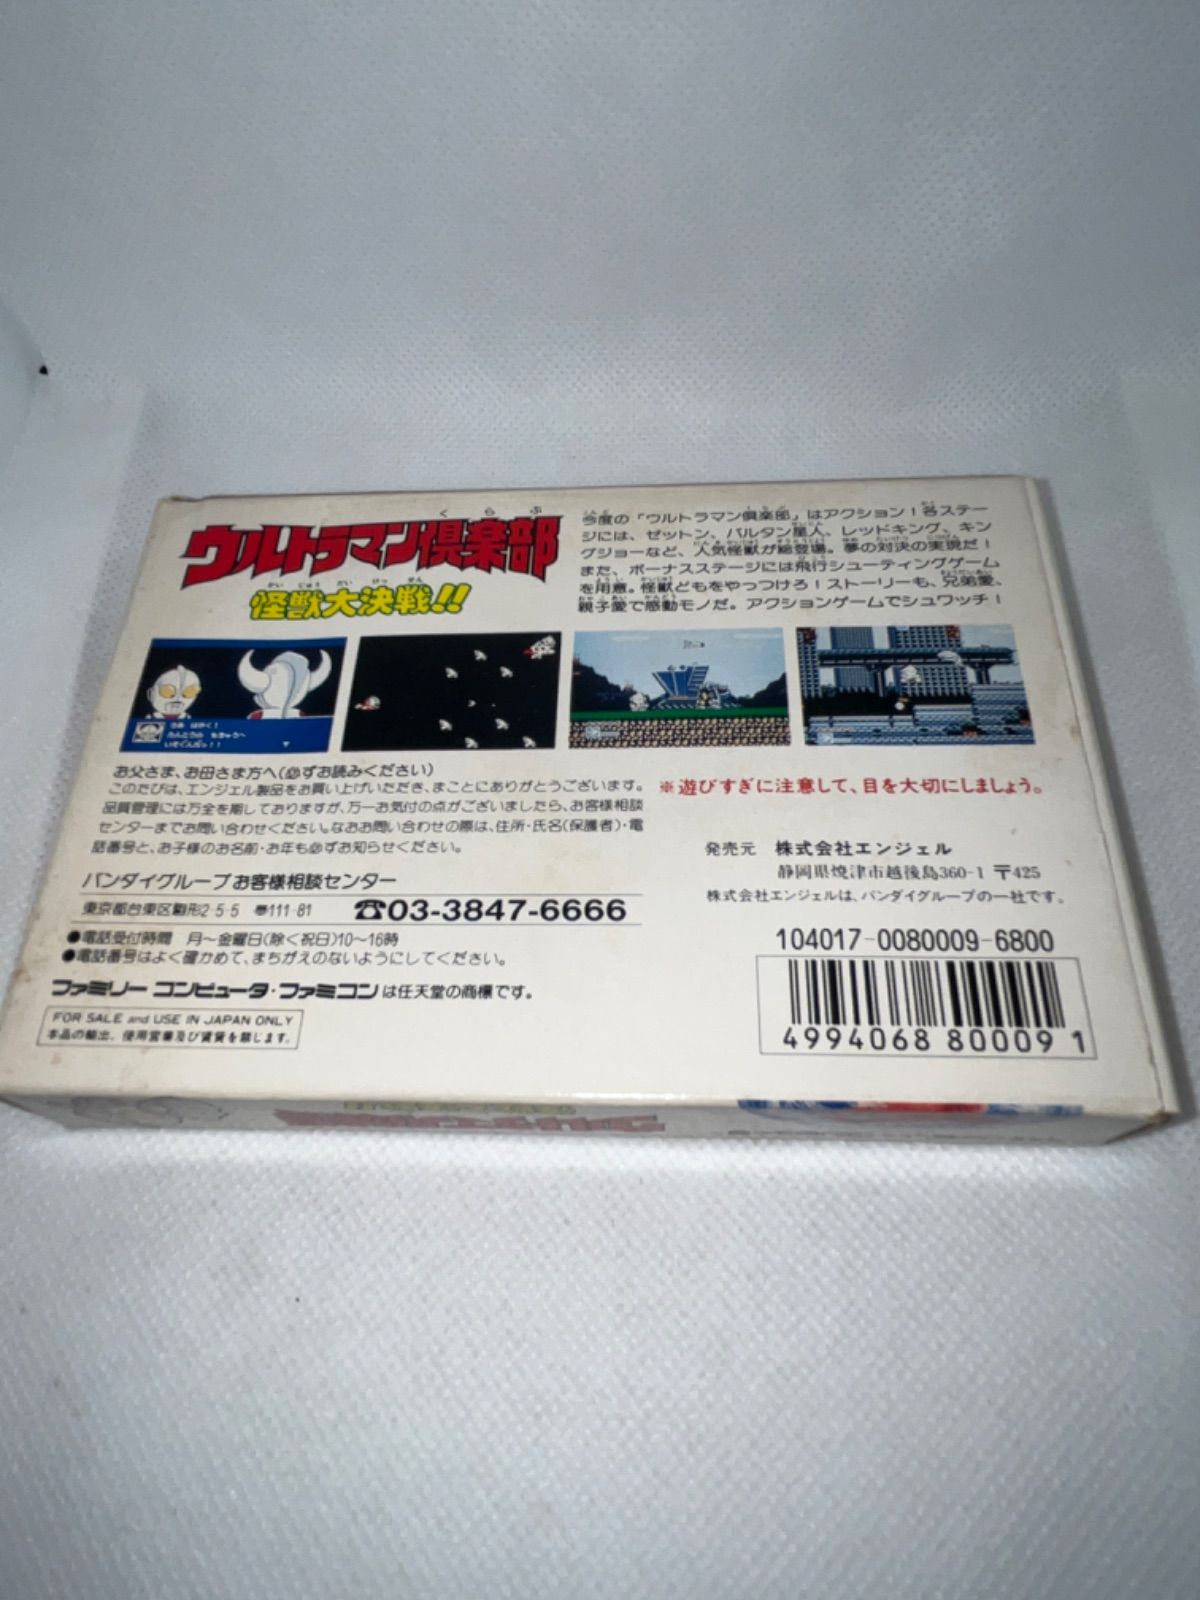 くらぶ
ウルトラマン倶楽部
かいじゅうだいけっせん
怪獣大決戦!!
今度の「ウルトラマン倶楽部」はアクション!各ステー
ジには、ゼットン、バルタン星人、レッドキング、キン
グジョーなど、人気怪獣が総登場。夢の対決の実現だ!
また、ボーナスステージには飛行シューティングゲーム
を用意。怪獣どもをやっつけろ!ストーリーも、兄弟愛、
親子愛で感動モノだ。アクションゲームでシュワッチ!
お父さま、お母さま方へ(必ずお読みください)
このたびは、エンジェル製品をお買い上げいただき、まことにありがとうございます。
品質管理には万全を期しておりますが、万一お気付の点がございましたら、お客様相談
センターまでお問い合わせください。なおお問い合わせの際は、住所・氏名(保護者)・電
話番号と、お子様のお名前・お年も必ずお知らせください。
バンダイグループお客様相談センター
東京都台東区駒形2-5-5 〠111-81 ☎03-3847-6666
●電話受付時間 月〜金曜日(除く祝日)10〜16時
●電話番号はよく確かめて、まちがえのないようにしてください。
ファミリーコンピュータ・ファミコンは任天堂の商標です。
FOR SALE and USE IN JAPAN ONLY
本品の輸出、使用営業及び賃貸を禁じます。
※遊びすぎに注意して、目を大切にしましょう。
発売元 株式会社エンジェル
静岡県焼津市越後島360-1 〒425
株式会社エンジェルは、バンダイグループの一社です。
104017-0080009-6800
4994068 80009 1